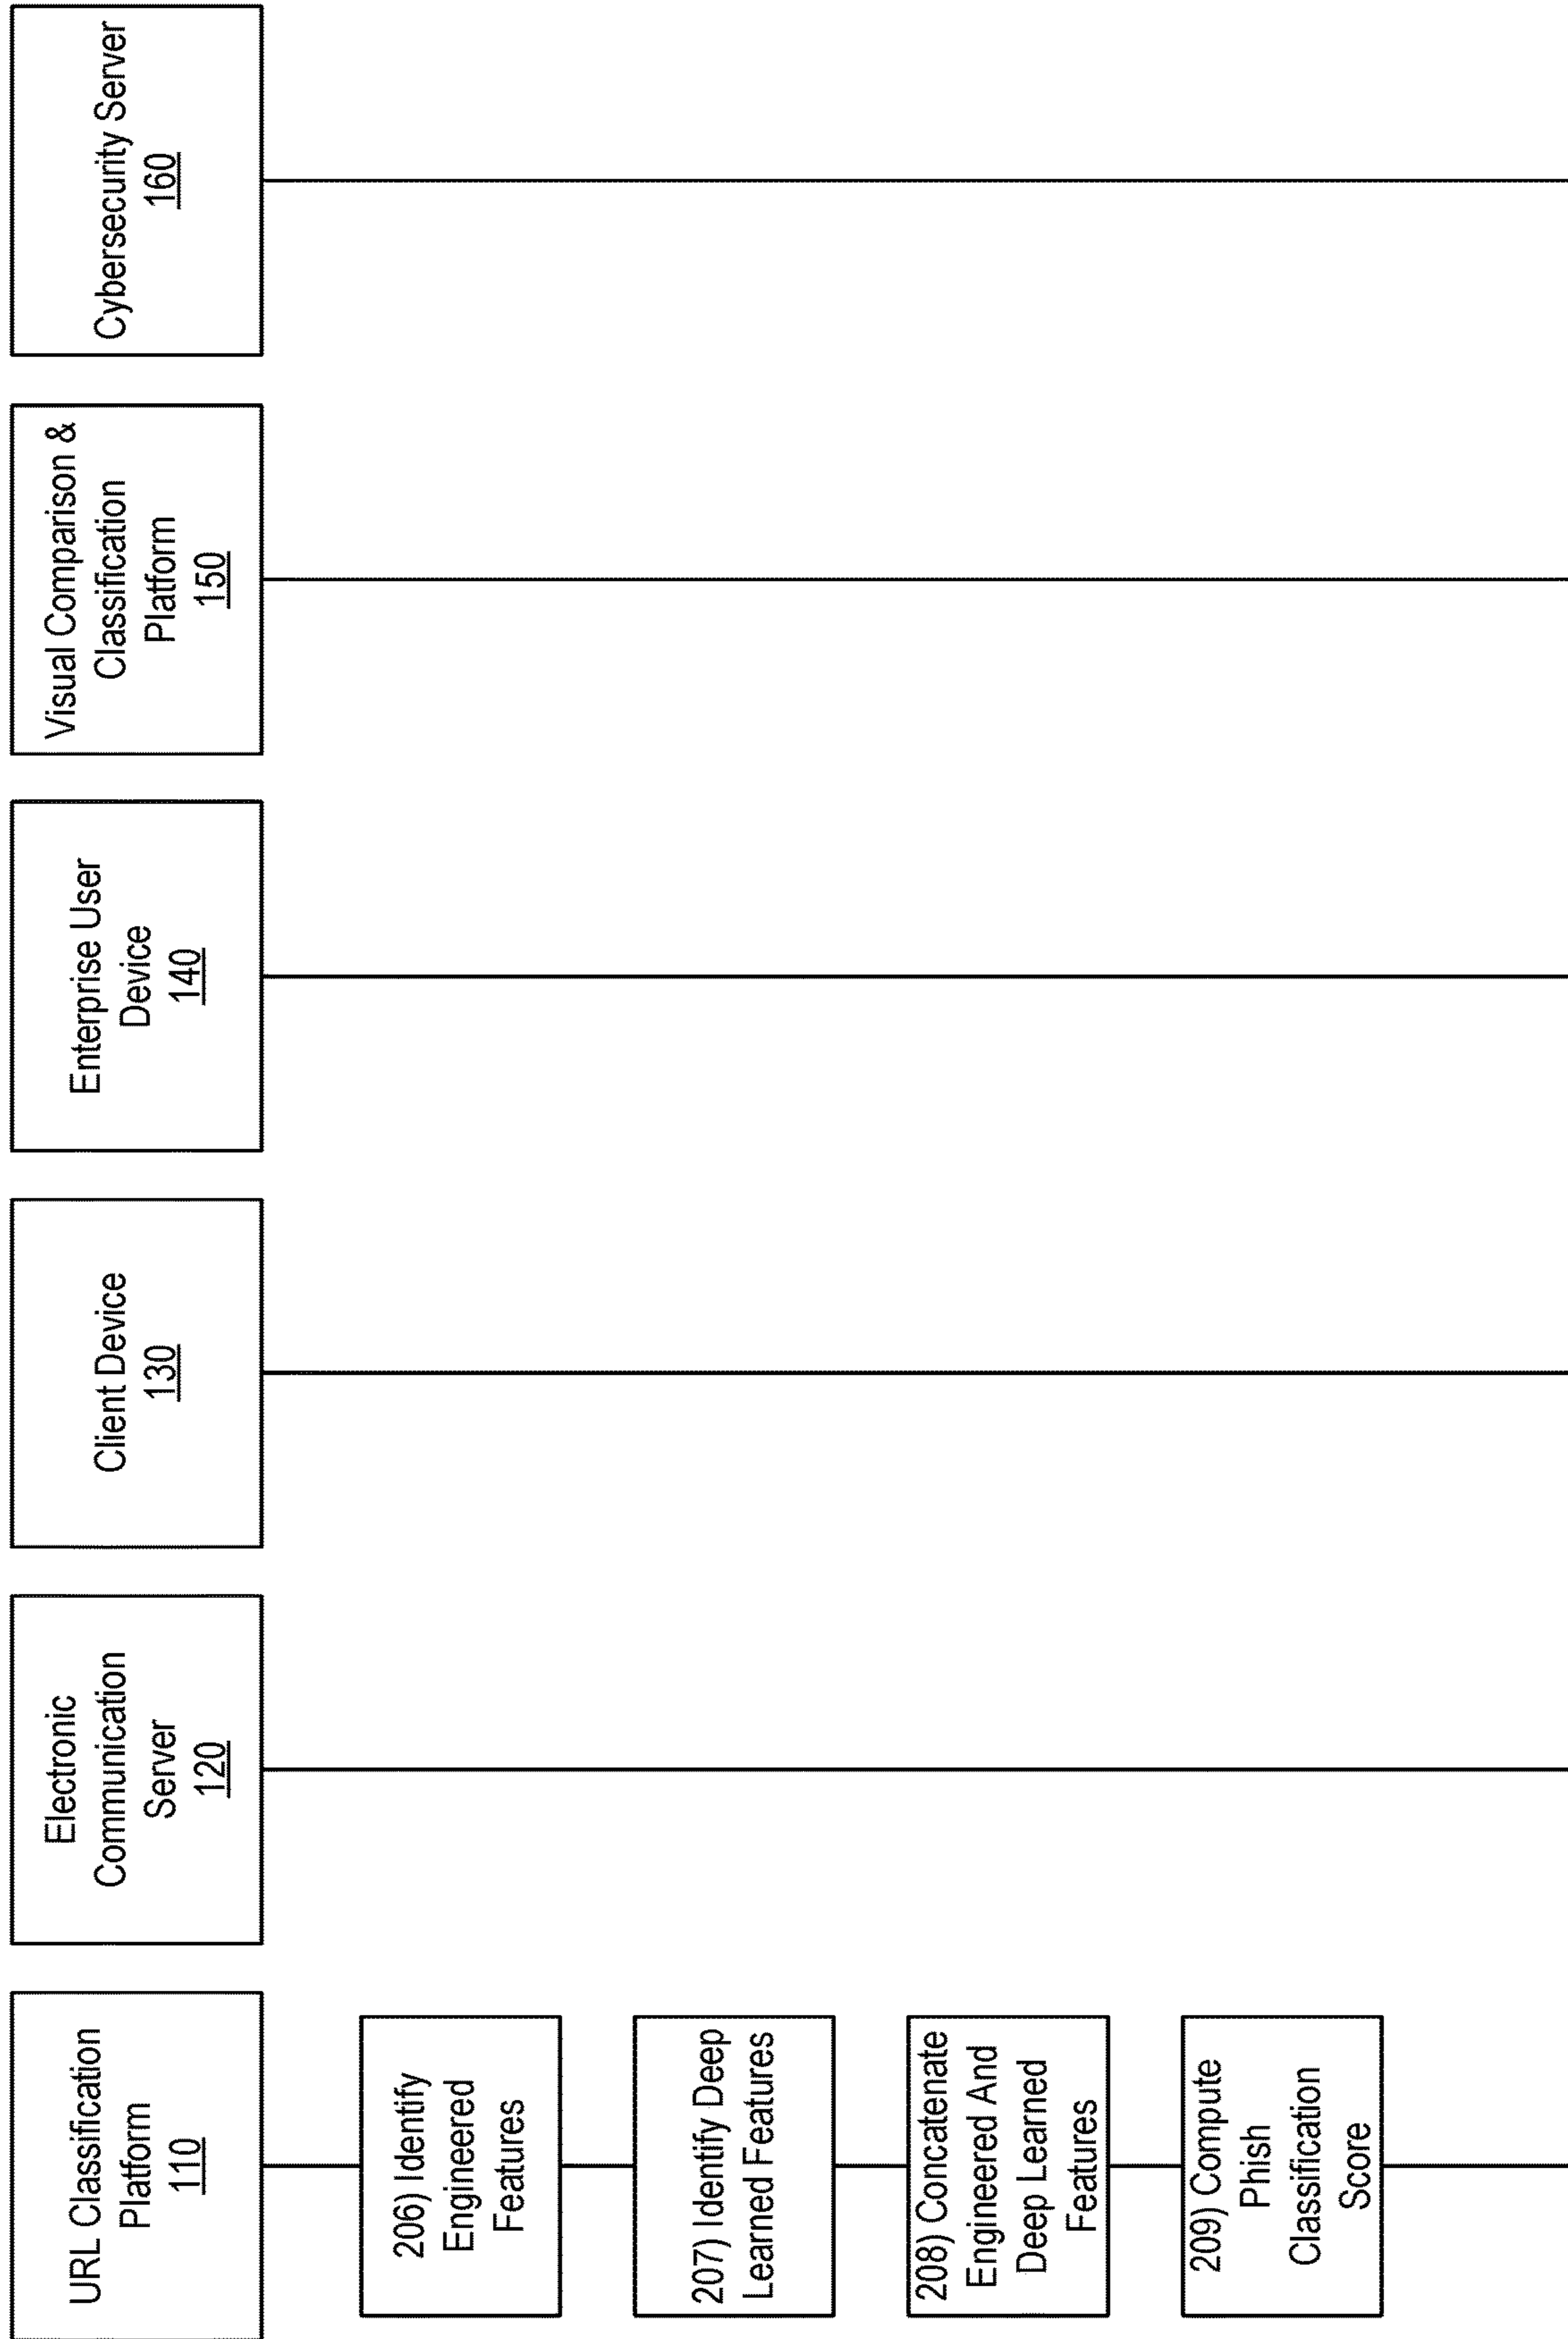 URL Classification
Platform
110
Electronic
Communication
Server
120
Client Device
130
Enterprise User
Device
140
Visual Comparison &
Classification
Platform
150
Cybersecurity Server
160
206) Identify
Engineered
Features
207) Identify Deep
Learned Features
208) Concatenate
Engineered And
Deep Learned
Features
209) Compute
Phish
Classification
Score